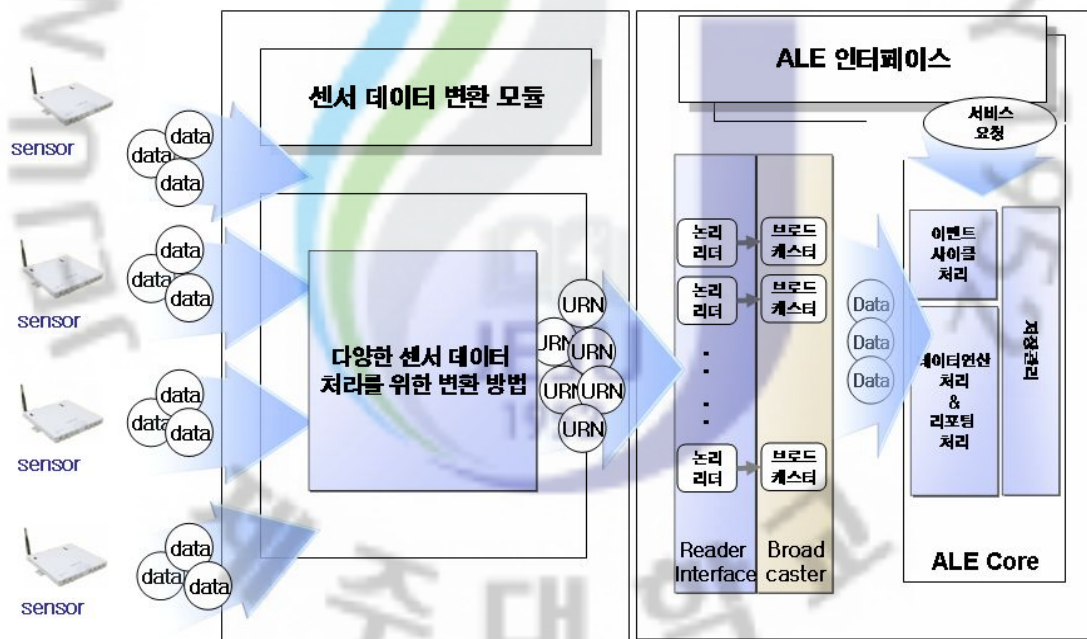 sensor
data
data
data
sensor
data
data
data
sensor
data
data
data
sensor
data
data
data
센서 데이터 변환 모듈
다양한 센서 데이터
처리를 위한 변환 방법
URN
URN
URN
URN
URN
URN
ALE 인터페이스
서비스
요청
논리
리더
브로드
캐스터
논리
리더
브로드
캐스터
논리
리더
브로드
캐스터
Reader
Interface
Broad
caster
Data
Data
Data
이벤트
사이클
처리
데이터연산
처리
&
리포팅
처리
저장관리
ALE Core